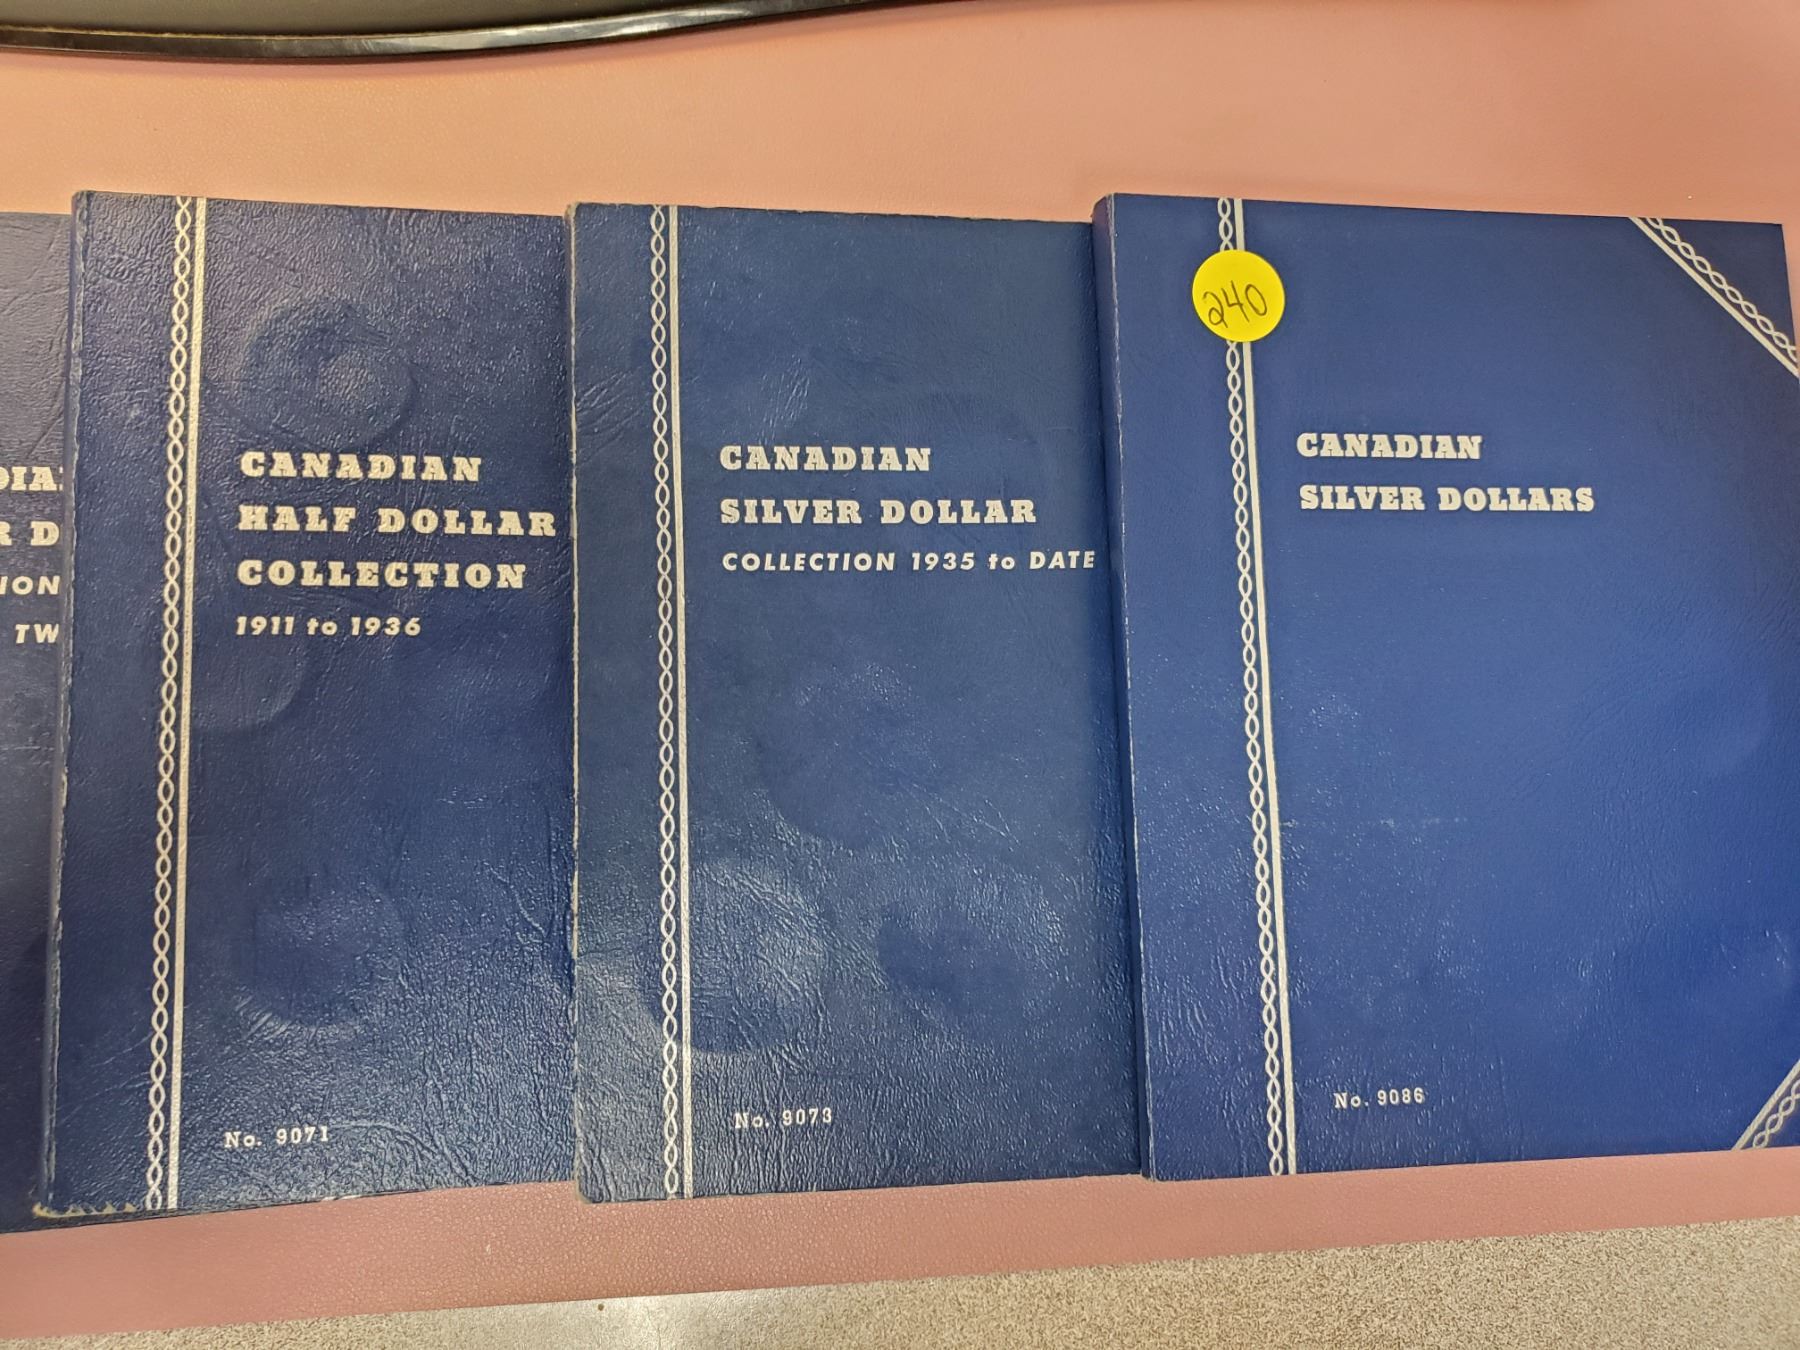 CANADIAN
HALF DOLLAR
COLLECTION
1911 to 1936
No. 9071
CANADIAN
SILVER DOLLAR
COLLECTION 1935 to DATE
No. 9073
240
CANADIAN
SILVER DOLLARS
No. 9086